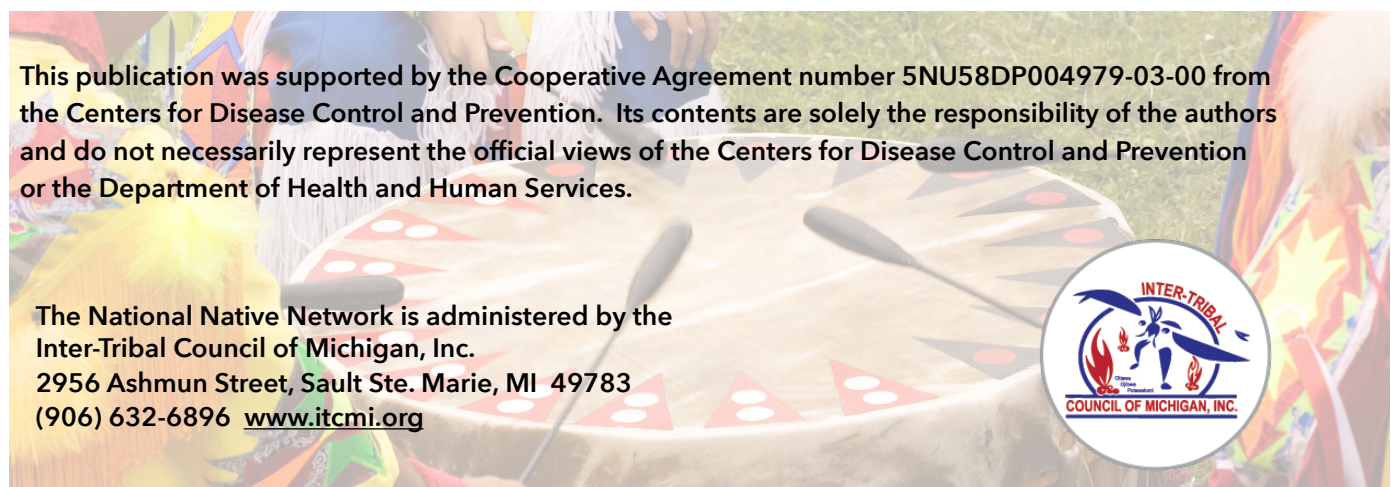 This publication was supported by the Cooperative Agreement number 5NU58DP004979-03-00 from
the Centers for Disease Control and Prevention.  Its contents are solely the responsibility of the authors
and do not necessarily represent the official views of the Centers for Disease Control and Prevention
or the Department of Health and Human Services.
The National Native Network is administered by the
Inter-Tribal Council of Michigan, Inc.
2956 Ashmun Street, Sault Ste. Marie, MI  49783
(906) 632-6896  www.itcmi.org
INTER-TRIBAL
Ottawa
Ojibwa
Potawatomi
COUNCIL OF MICHIGAN, INC.